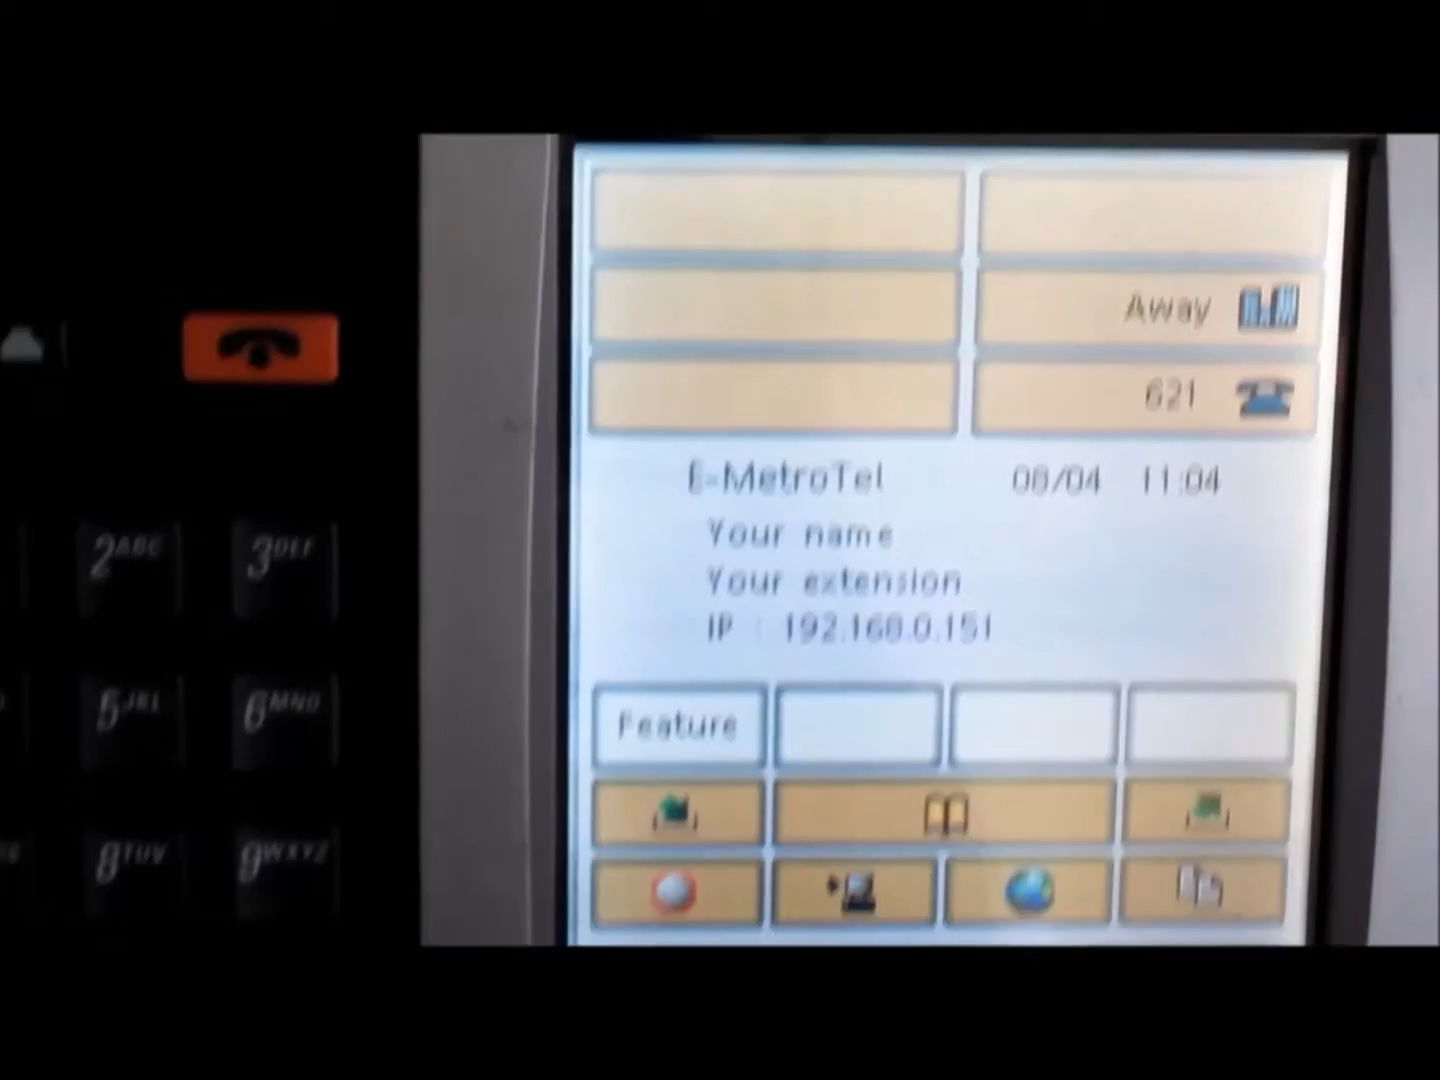 Away
621
E-MetroTel 08/04 11:04
Your name
Your extension
IP : 192.168.0.151
Feature
2ABC 3DEF
5JKL 6MNO
8TUV 9WXYZ